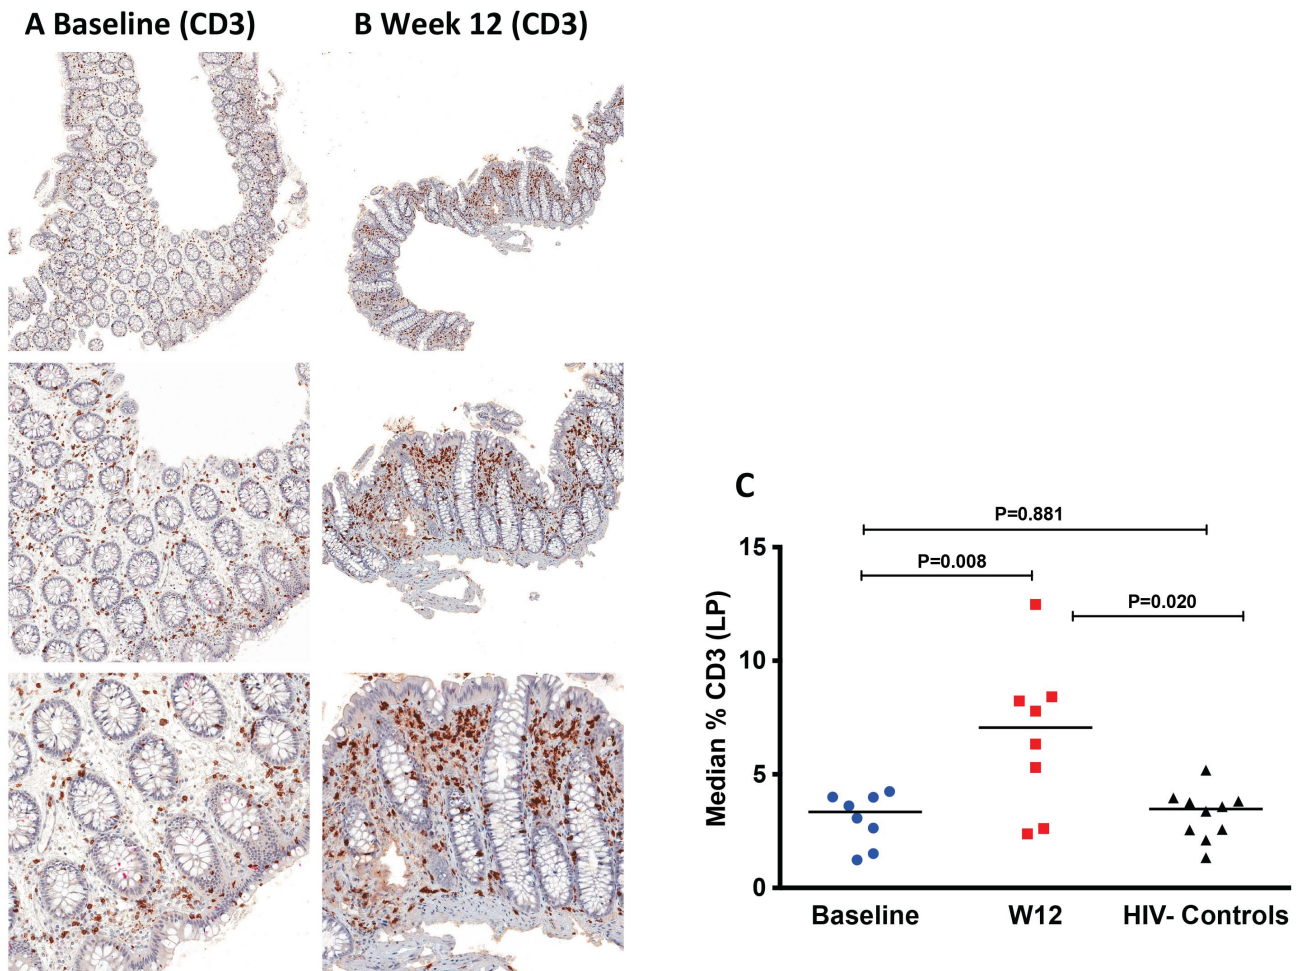 A Baseline (CD3)
B Week 12 (CD3)
C
P=0.881
P=0.008
P=0.020
Median % CD3 (LP)
15
10
5
0
Baseline
W12
HIV- Controls